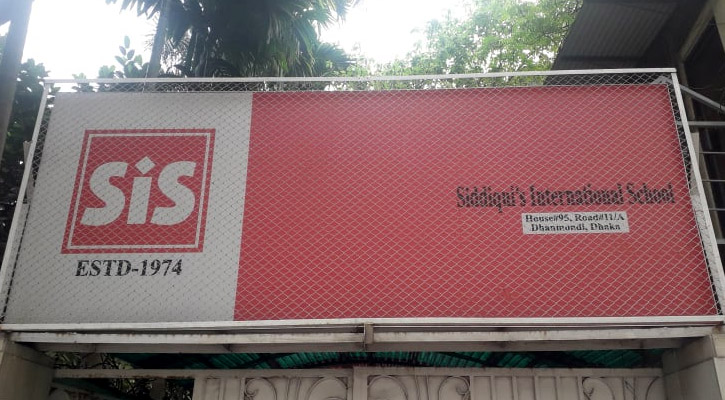 SiS
ESTD-1974
Siddiqui's International School
House#95, Road#11/A
Dhanmondi, Dhaka